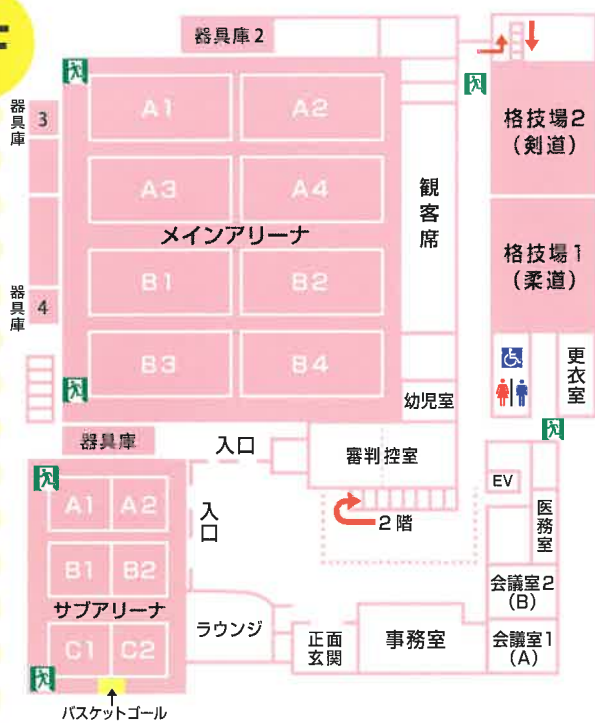 器具庫2
器具庫
3
A1
A2
格技場2
(剣道)
A3
A4
観客席
メインアリーナ
格技場1
(柔道)
B1
B2
器具庫
4
B3
B4
更衣室
幼児室
器具庫
入口
審判控室
EV
A1
A2
入口
2階
医務室
B1
B2
会議室2
(B)
サブアリーナ
ラウンジ
正面
玄関
事務室
会議室1
(A)
C1
C2
バスケットゴール